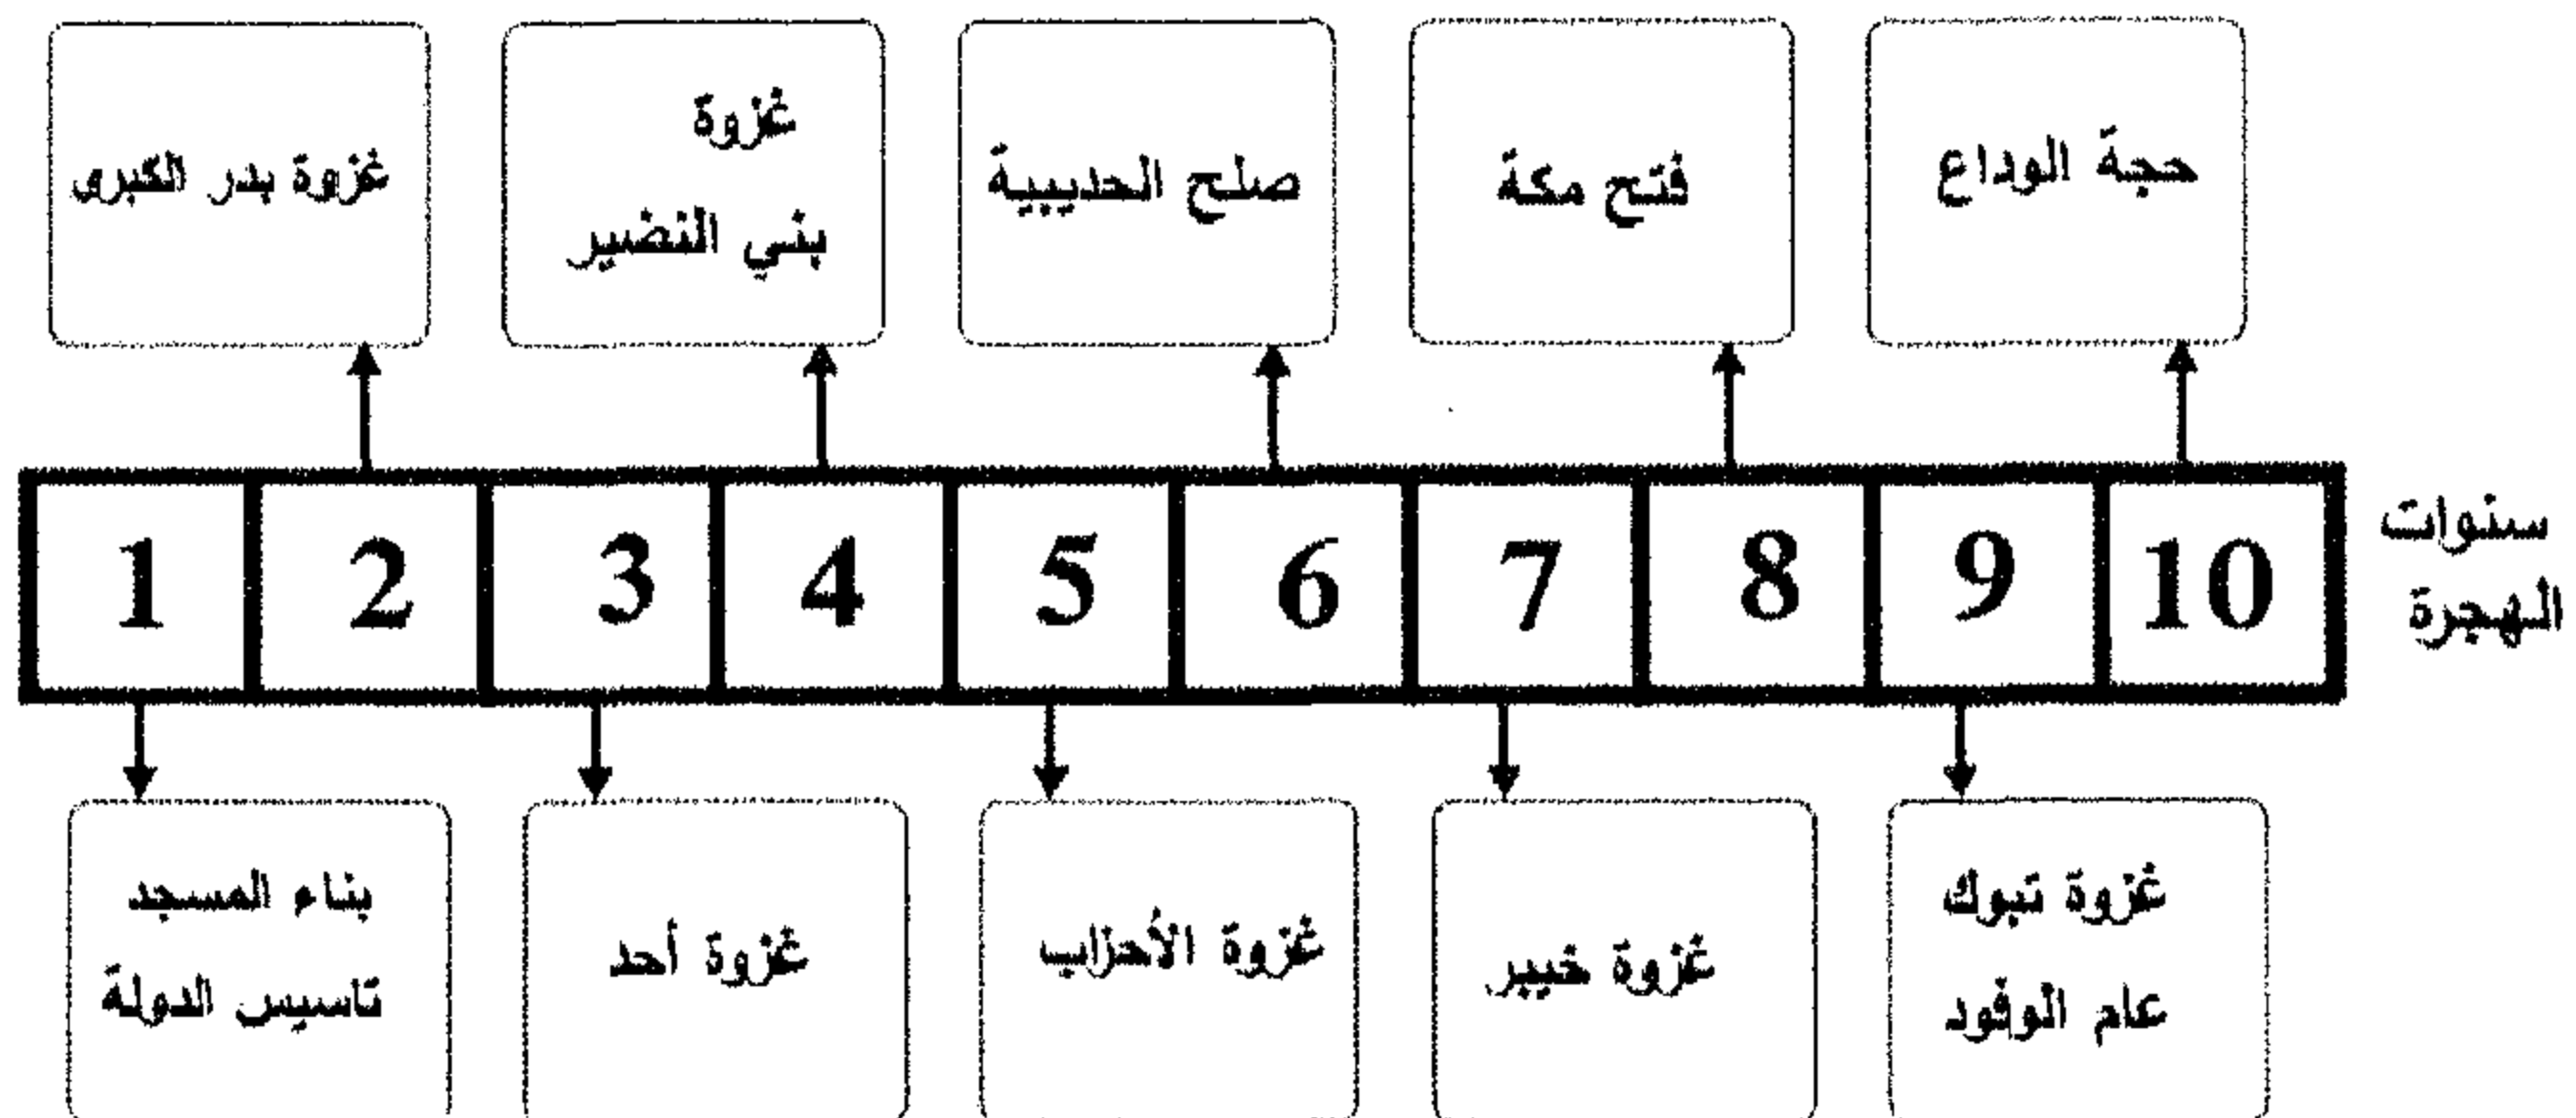 غزوة بدر الكبرى
غزوة
بني النضير
صلح الحديبية
فتح مكة
حجة الوداع
1 2 3 4 5 6 7 8 9 10
سنوات
الهجرة
بناء المسجد
تاسيس الدولة
غزوة أحد
غزوة الأحزاب
غزوة خيبر
غزوة تبوك
عام الوفود